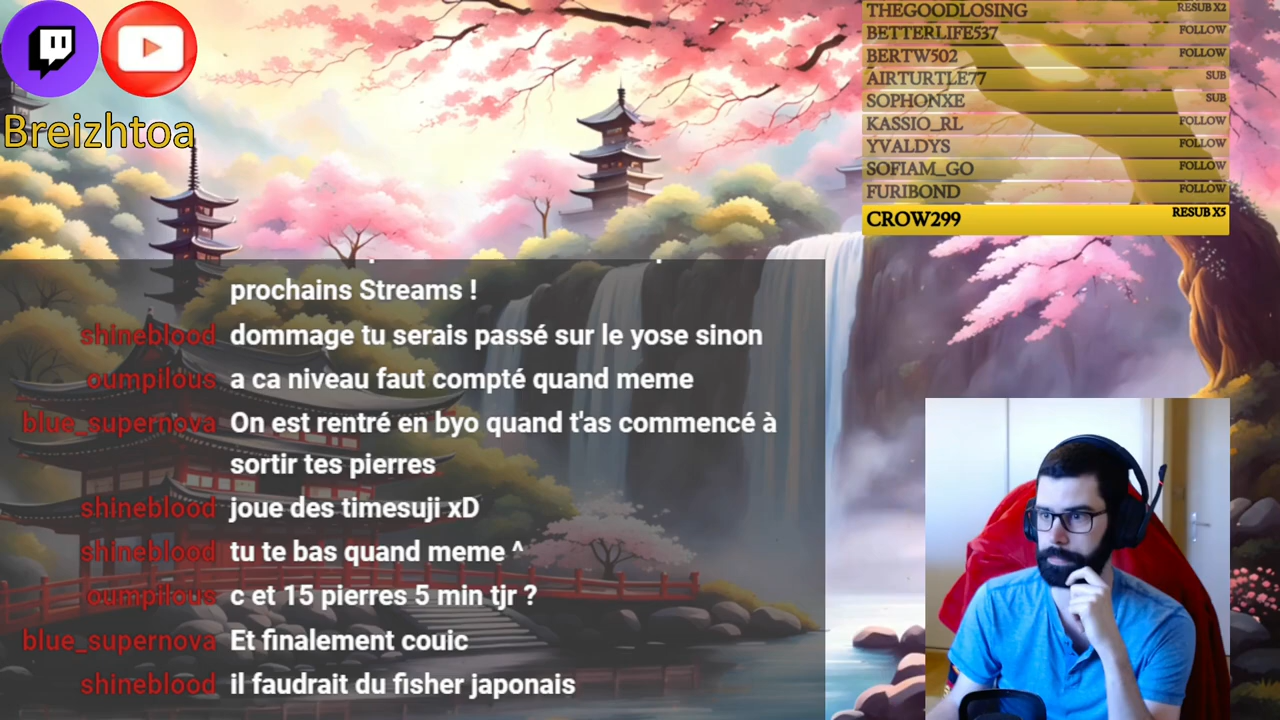 Breizhtoa
THEGOODLOSING RESUB X2
BETTERLIFE537 FOLLOW
BERTW502 FOLLOW
AIRTURTLE77 SUB
SOPHONXE SUB
KASSIO_RL FOLLOW
YVALDYS FOLLOW
SOFIAM_GO FOLLOW
FURIBOND FOLLOW
CROW299 RESUB X5
prochains Streams !
shineblood dommage tu serais passé sur le yose sinon
oumpilous a ca niveau faut compté quand meme
blue_supernova On est rentré en byo quand t'as commencé à
sortir tes pierres
shineblood joue des timesuji xD
shineblood tu te bas quand meme ^
oumpilous c et 15 pierres 5 min tjr ?
blue_supernova Et finalement couic
shineblood il faudrait du fisher japonais